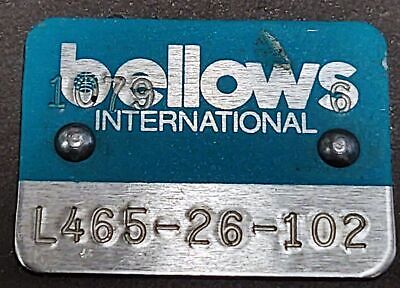 bellows
1079 6
INTERNATIONAL
L465-26-102